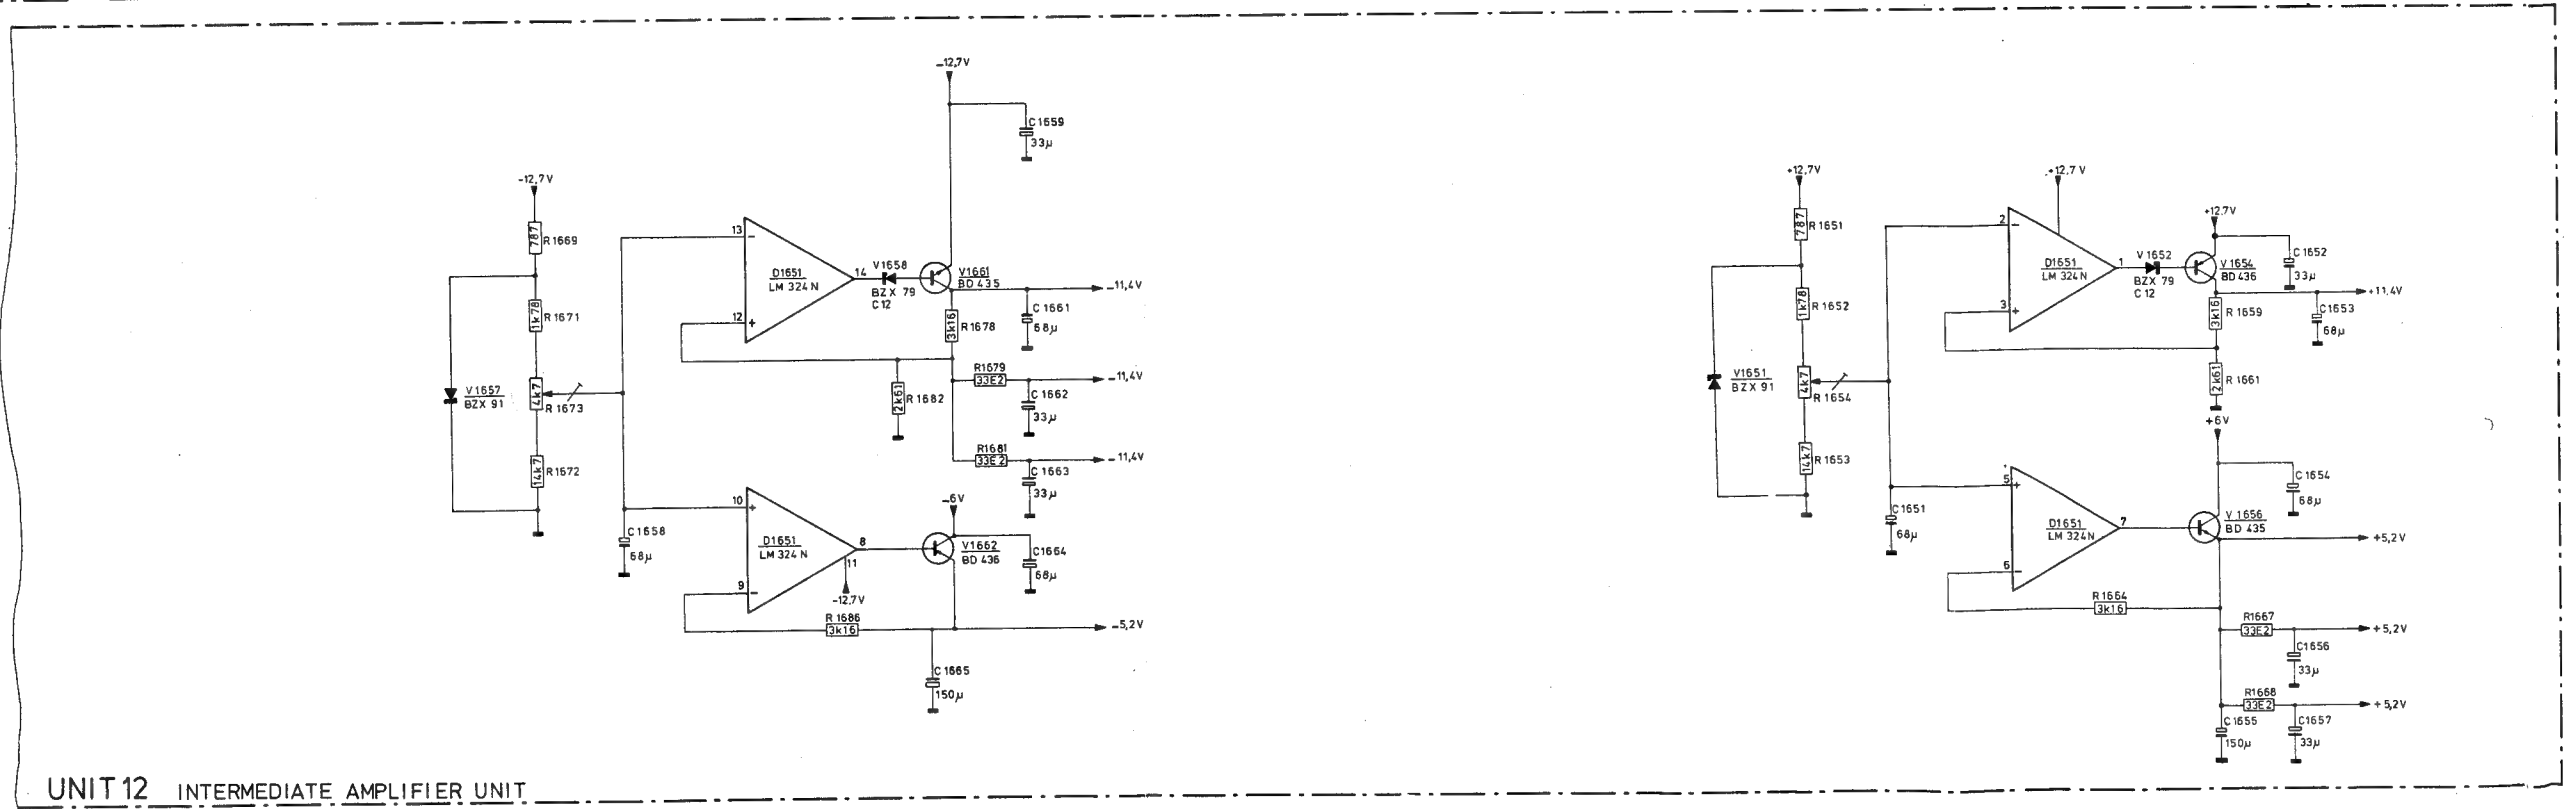 -12,7V
C1659
33µ
-12,7V
787
R1669
1k78
R1671
V1657
BZX 91
4k7
R1673
14k7
R1672
C1658
68µ
13
-
12
+
D1651
LM 324 N
14
V1658
BZX 79
C12
V1661
BD 435
-11,4V
C1661
68µ
3k16
R1678
2k61
R1682
R1679
33E2
-11,4V
C1662
33µ
R1681
33E2
-11,4V
C1663
33µ
10
+
9
-
D1651
LM 324 N
8
11
-12,7V
-6V
V1662
BD 436
C1664
68µ
R1686
3k16
-5,2V
C1665
150µ
+12,7V
787
R1651
1k78
R1652
V1651
BZX 91
4k7
R1654
14k7
R1653
C1651
68µ
+12,7V
2
-
3
+
D1651
LM 324N
1
V1652
BZX 79
C12
+12,7V
V1654
BD 436
C1652
33µ
+11,4V
3k16
R1659
C1653
68µ
2k61
R1661
+6V
C1654
68µ
5
+
6
-
D1651
LM 324N
7
V1656
BD 435
+5,2V
R1664
3k16
R1667
33E2
+5,2V
C1656
33µ
R1668
33E2
+5,2V
C1655
150µ
C1657
33µ
UNIT 12 INTERMEDIATE AMPLIFIER UNIT